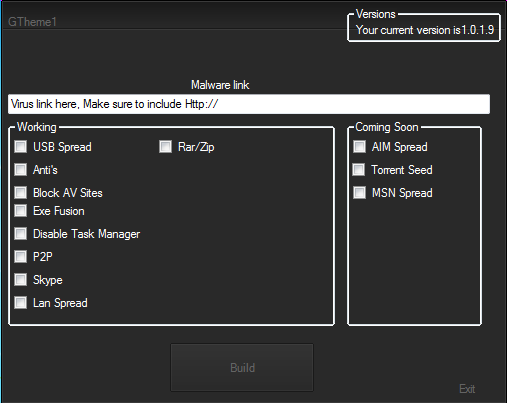 GTheme1
Versions
Your current version is1.0.1.9
Malware link
Virus link here, Make sure to include Http://
Working
USB Spread
Rar/Zip
Anti's
Block AV Sites
Exe Fusion
Disable Task Manager
P2P
Skype
Lan Spread
Coming Soon
AIM Spread
Torrent Seed
MSN Spread
Build
Exit